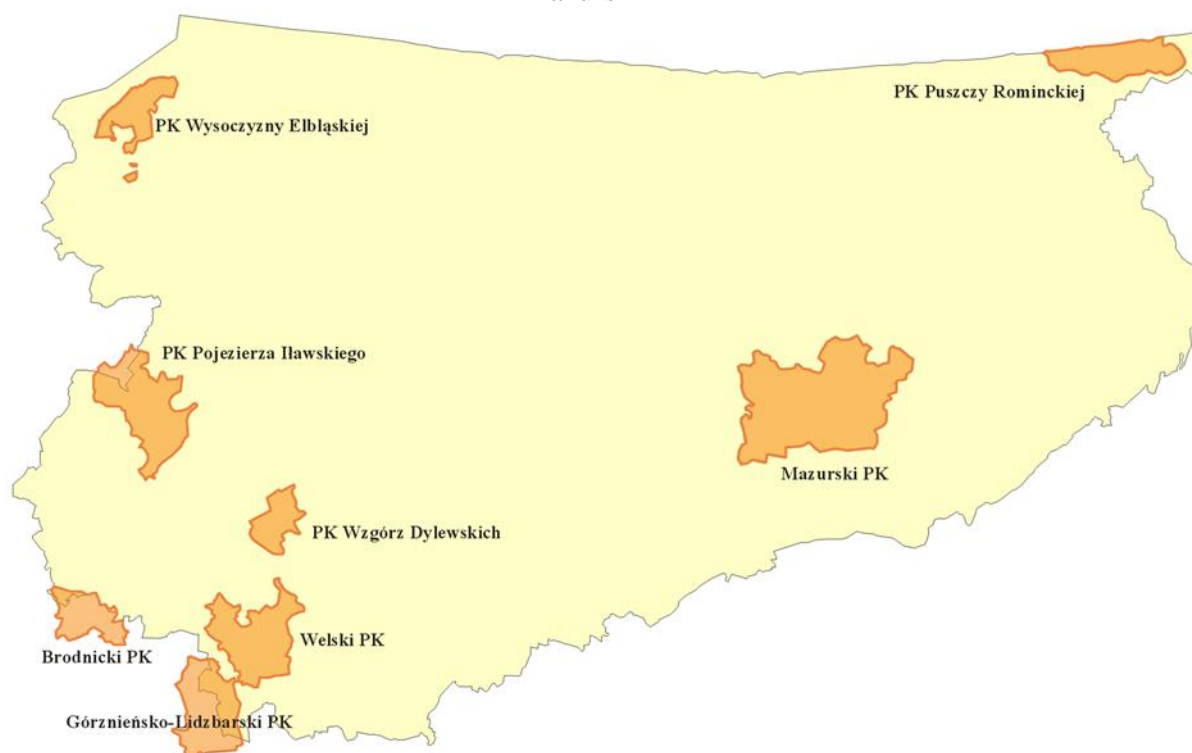 PK Puszczy Rominckiej
PK Wysoczyzny Elbląskiej
PK Pojezierza Iławskiego
Mazurski PK
PK Wzgórz Dylewskich
Welski PK
Brodnicki PK
Górznieńsko-Lidzbarski PK